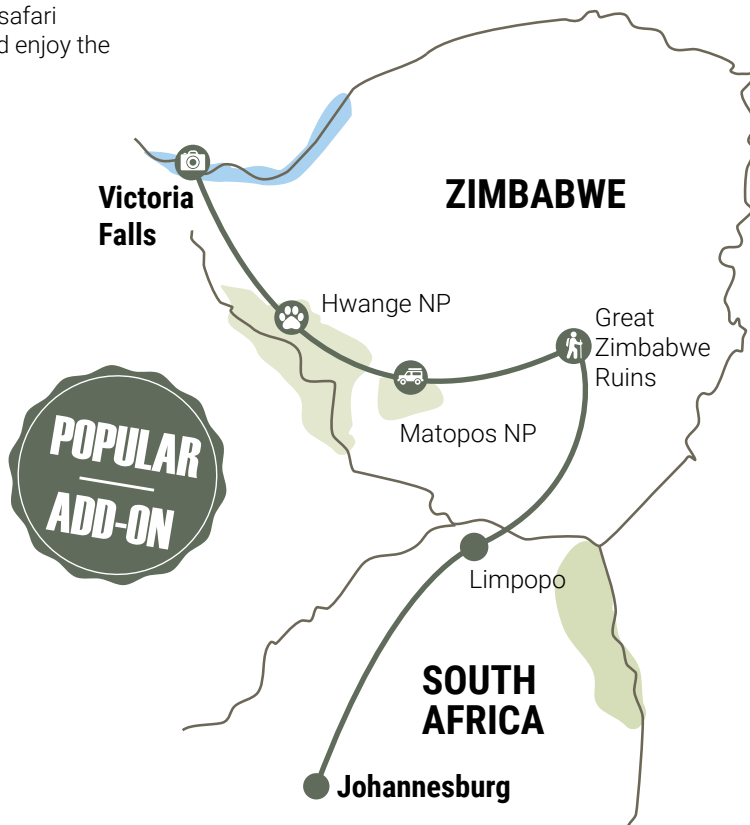 safari
d enjoy the
ZIMBABWE
Victoria
Falls
Hwange NP
Great
Zimbabwe
Ruins
Matopos NP
POPULAR
ADD-ON
Limpopo
SOUTH
AFRICA
Johannesburg